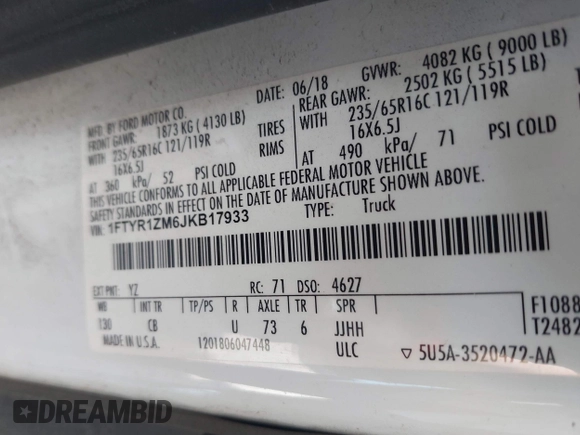 MFD BY FORD MOTOR CO.
DATE: 06/18 GVWR: 4082 KG ( 9000 LB)
FRONT GAWR: 1873 KG ( 4130 LB) REAR GAWR: 2502 KG ( 5515 LB)
WITH 235/65R16C 121/119R TIRES WITH 235/65R16C 121/119R
16X6.5J RIMS 16X6.5J
AT 360 kPa/ 52 PSI COLD AT 490 kPa/ 71 PSI COLD
THIS VEHICLE CONFORMS TO ALL APPLICABLE FEDERAL MOTOR VEHICLE
SAFETY STANDARDS IN EFFECT ON THE DATE OF MANUFACTURE SHOWN ABOVE.
VIN: 1FTYR1ZM6JKB17933 TYPE: Truck
EXT PNT: YZ RC: 71 DSO: 4627
WB INT TR TP/PS R AXLE TR SPR F1088
130 CB U 73 6 JJHH T2482
MADE IN U.S.A. 1201806047448 ULC 5U5A-3520472-AA
DREAMBID